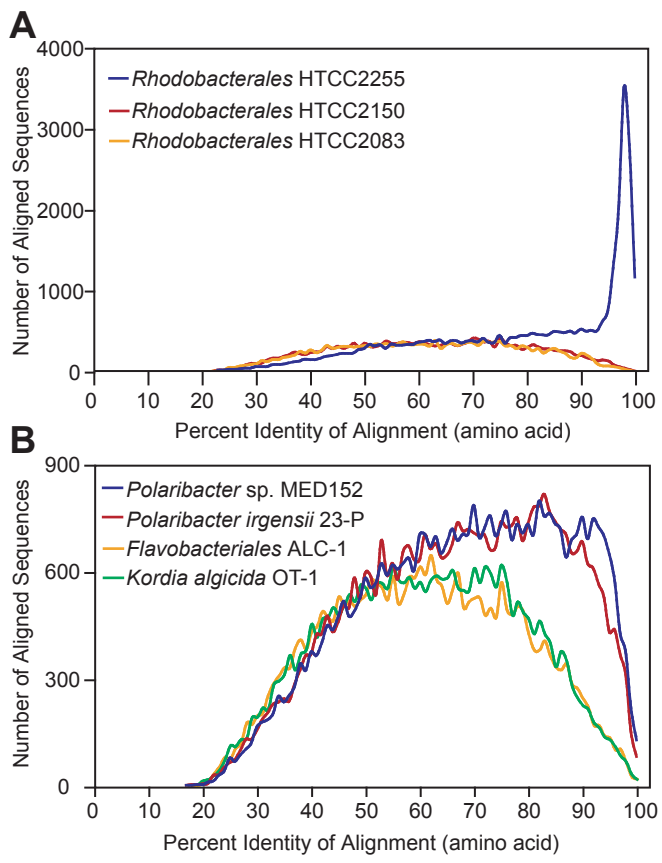 A
Number of Aligned Sequences
4000
3000
2000
1000
0
Rhodobacterales HTCC2255
Rhodobacterales HTCC2150
Rhodobacterales HTCC2083
0 10 20 30 40 50 60 70 80 90 100
Percent Identity of Alignment (amino acid)
B
Number of Aligned Sequences
900
600
300
0
Polaribacter sp. MED152
Polaribacter irgensii 23-P
Flavobacteriales ALC-1
Kordia algicida OT-1
0 10 20 30 40 50 60 70 80 90 100
Percent Identity of Alignment (amino acid)